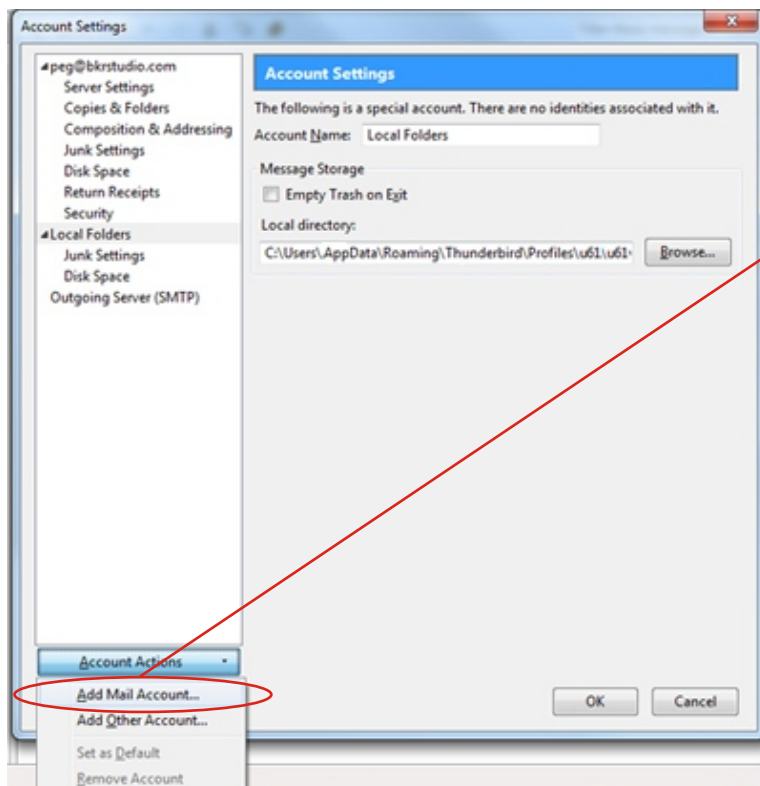 Account Settings
peg@bkrstudio.com
Server Settings
Copies & Folders
Composition & Addressing
Junk Settings
Disk Space
Return Receipts
Security
Local Folders
Junk Settings
Disk Space
Outgoing Server (SMTP)
Account Actions
Add Mail Account...
Add Other Account...
Set as Default
Remove Account
Account Settings
The following is a special account. There are no identities associated with it.
Account Name: Local Folders
Message Storage
Empty Trash on Exit
Local directory:
C:\Users\AppData\Roaming\Thunderbird\Profiles\u61\u61 Browse...
OK Cancel